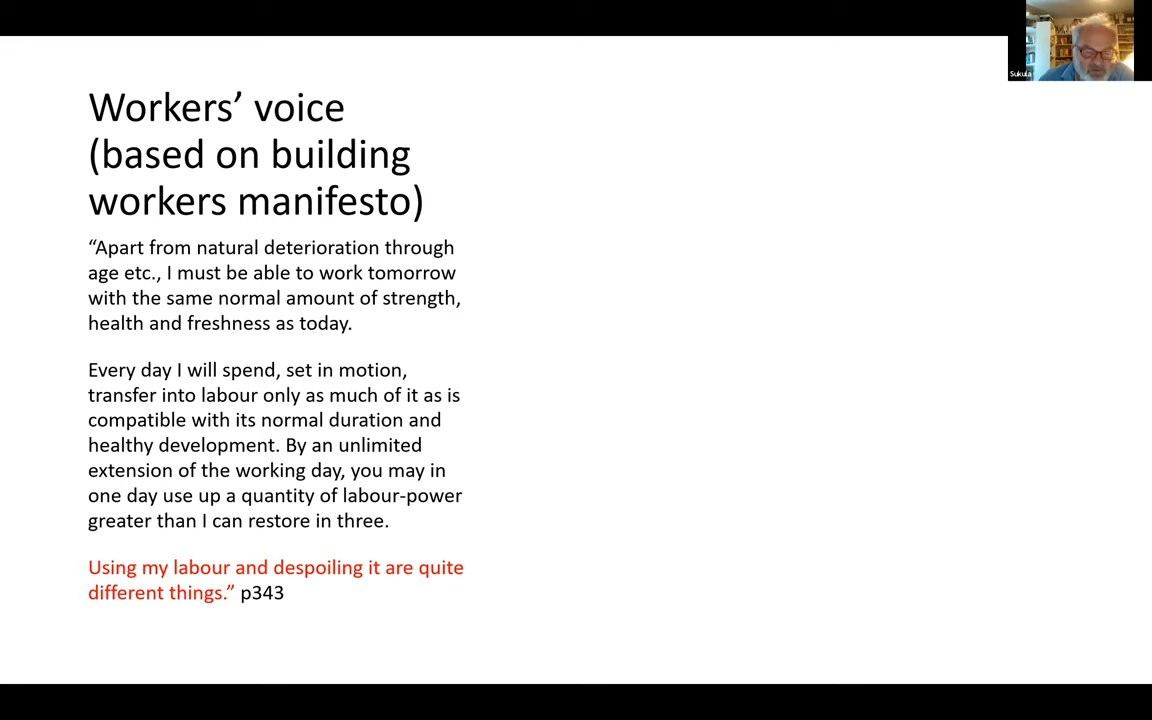 Sukula
Workers’ voice
(based on building
workers manifesto)
“Apart from natural deterioration through
age etc., I must be able to work tomorrow
with the same normal amount of strength,
health and freshness as today.
Every day I will spend, set in motion,
transfer into labour only as much of it as is
compatible with its normal duration and
healthy development. By an unlimited
extension of the working day, you may in
one day use up a quantity of labour-power
greater than I can restore in three.
Using my labour and despoiling it are quite
different things.” p343